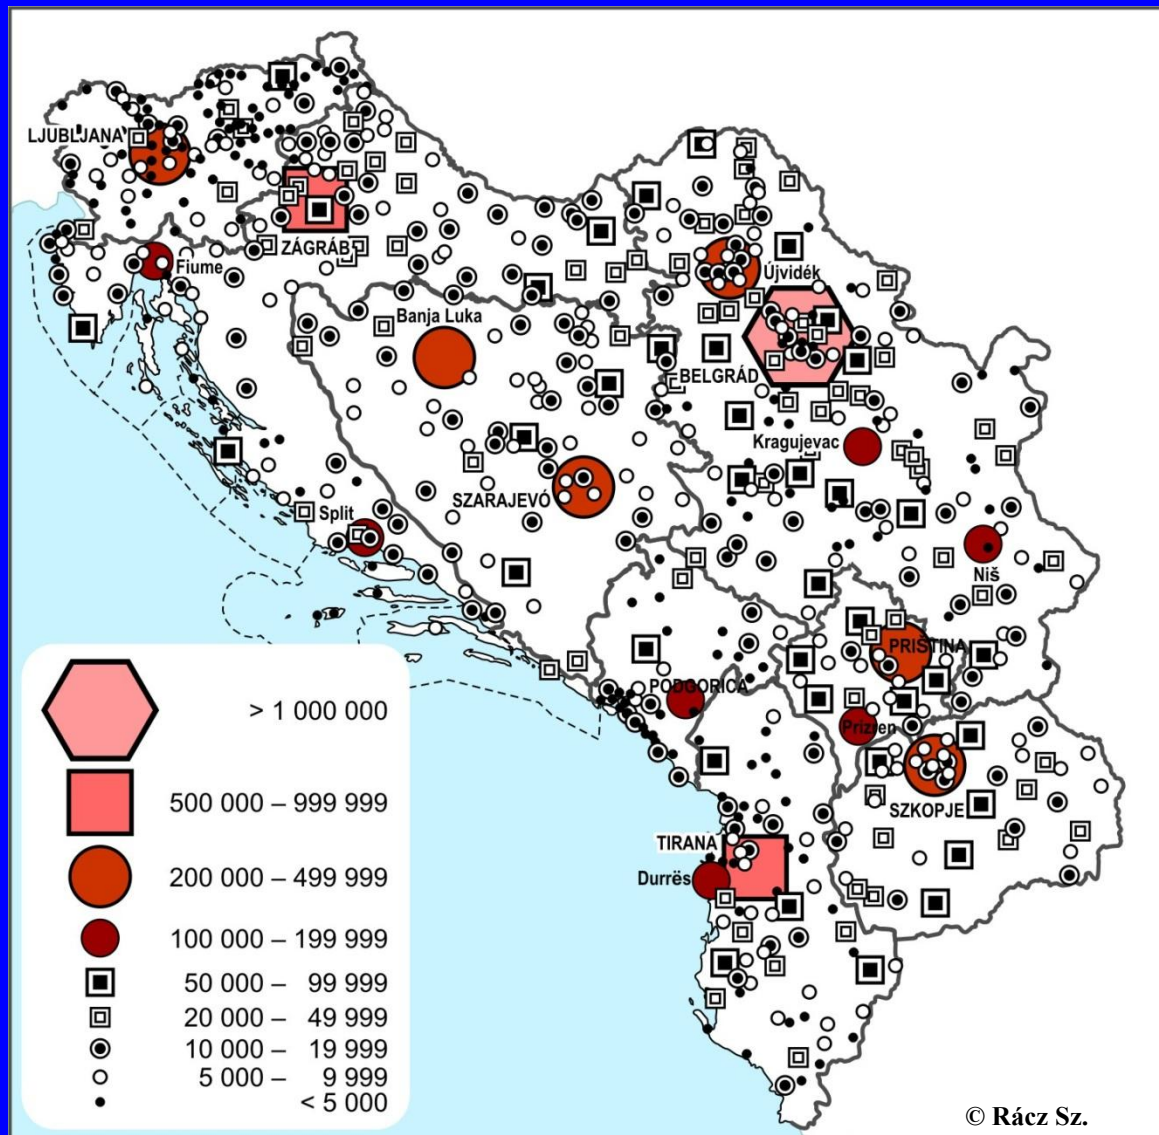 LJUBLJANA
ZÁGRÁB
Fiume
Újvidék
Banja Luka
BELGRÁD
Kragujevac
SZARAJEVÓ
Split
Niš
PRIŠTINA
PODGORICA
Prizren
SZKOPJE
TIRANA
Durrës
> 1 000 000
500 000 – 999 999
200 000 – 499 999
100 000 – 199 999
50 000 – 99 999
20 000 – 49 999
10 000 – 19 999
5 000 – 9 999
< 5 000
© Rácz Sz.